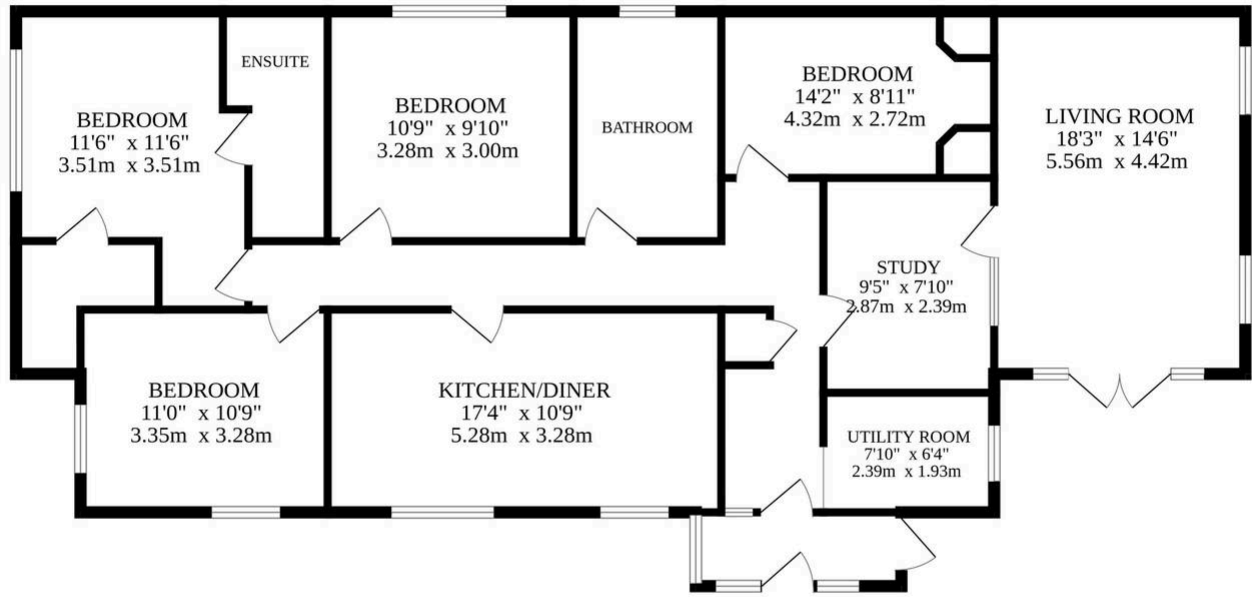 BEDROOM
11'6" x 11'6"
3.51m x 3.51m
ENSUITE
BEDROOM
10'9" x 9'10"
3.28m x 3.00m
BATHROOM
BEDROOM
14'2" x 8'11"
4.32m x 2.72m
LIVING ROOM
18'3" x 14'6"
5.56m x 4.42m
STUDY
9'5" x 7'10"
2.87m x 2.39m
BEDROOM
11'0" x 10'9"
3.35m x 3.28m
KITCHEN/DINER
17'4" x 10'9"
5.28m x 3.28m
UTILITY ROOM
7'10" x 6'4"
2.39m x 1.93m